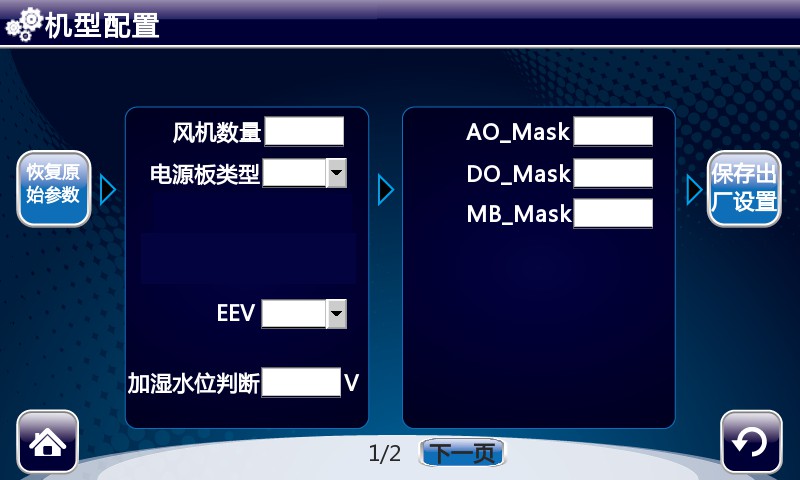 机型配置
恢复原
始参数
风机数量
电源板类型
EEV
加湿水位判断 V
AO_Mask
DO_Mask
MB_Mask
保存出
厂设置
1/2 下一页